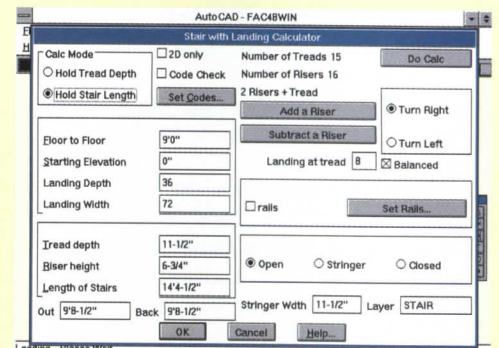 AutoCAD - FAC4BWIN
Stair with Landing Calculator
Calc Mode
Hold Tread Depth
Hold Stair Length
2D only
Code Check
Set Codes...
Number of Treads 15
Number of Risers 16
2 Risers + Tread
Do Calc
Add a Riser
Subtract a Riser
Turn Right
Turn Left
Landing at tread 8
Balanced
Floor to Floor 9'0"
Starting Elevation 0"
Landing Depth 36
Landing Width 72
rails
Set Rails...
Tread depth 11-1/2"
Riser height 6-3/4"
Length of Stairs 14'4-1/2"
Open
Stringer
Closed
Out 9'8-1/2" Back 9'8-1/2"
Stringer Wdth 11-1/2" Layer STAIR
OK
Cancel
Help...